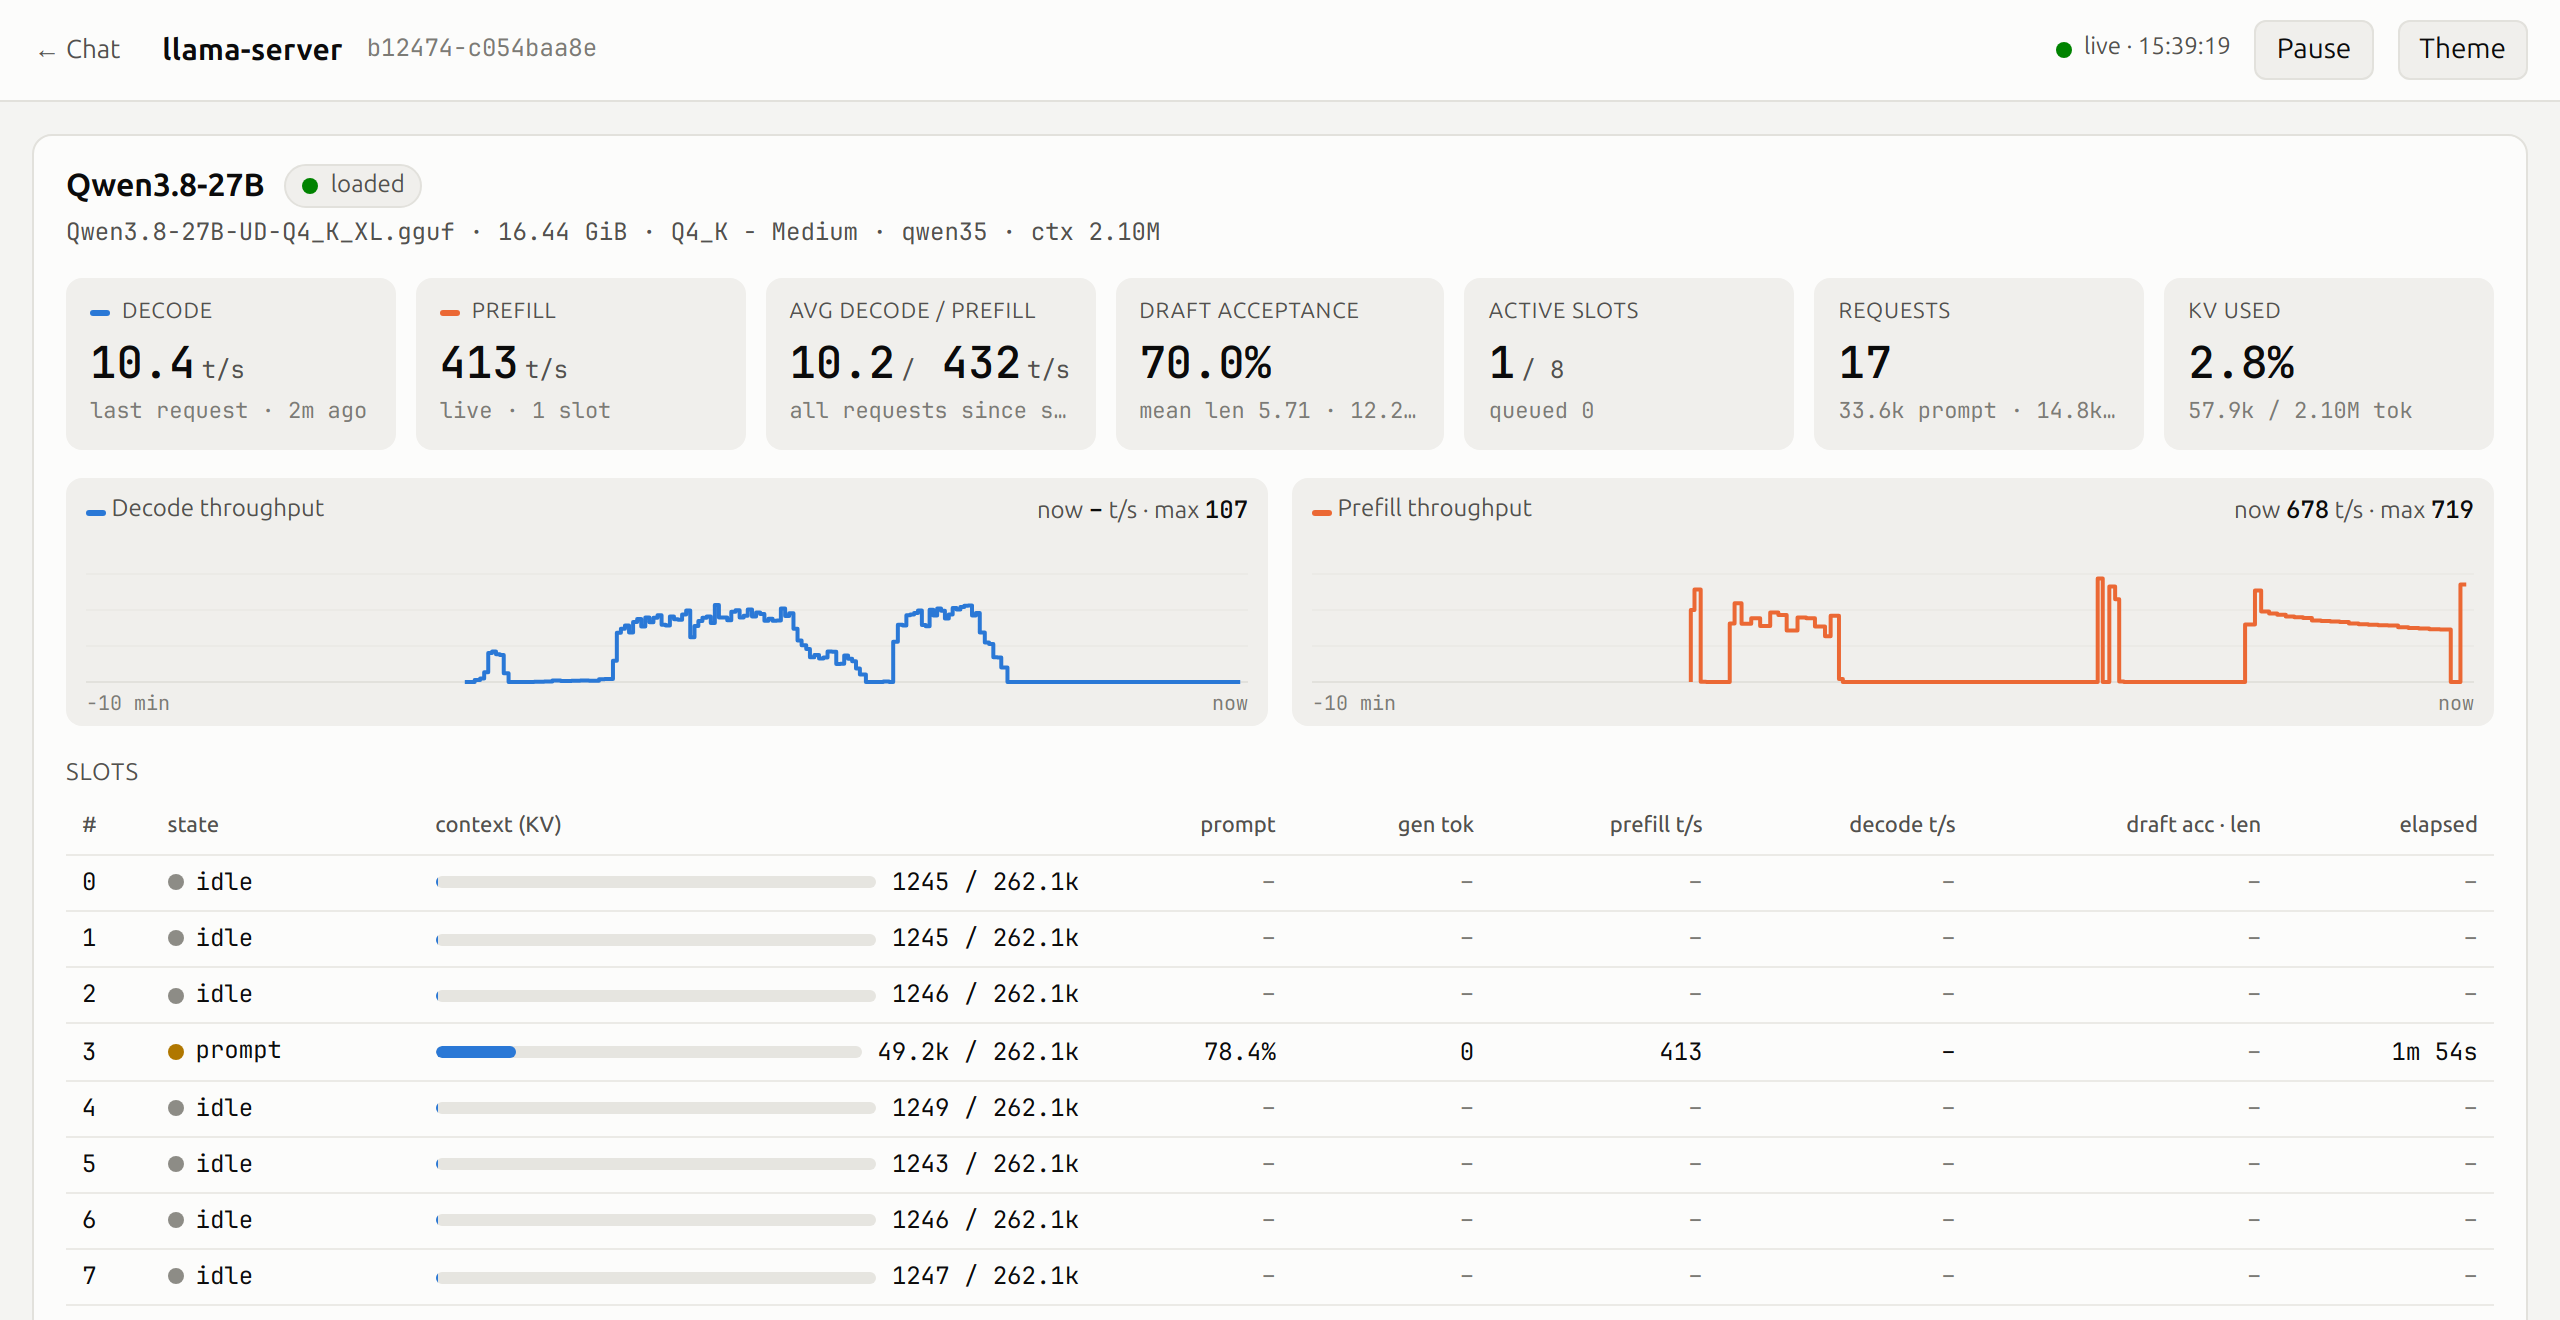 ← Chat llama-server b12474-c054baa8e live · 15:39:19 Pause Theme
Qwen3.8-27B loaded
Qwen3.8-27B-UD-Q4_K_XL.gguf · 16.44 GiB · Q4_K - Medium · qwen35 · ctx 2.10M
DECODE
10.4 t/s
last request · 2m ago
PREFILL
413 t/s
live · 1 slot
AVG DECODE / PREFILL
10.2 / 432 t/s
all requests since s…
DRAFT ACCEPTANCE
70.0%
mean len 5.71 · 12.2…
ACTIVE SLOTS
1 / 8
queued 0
REQUESTS
17
33.6k prompt · 14.8k…
KV USED
2.8%
57.9k / 2.10M tok
Decode throughput now – t/s · max 107
-10 min now
Prefill throughput now 678 t/s · max 719
-10 min now
SLOTS
# state context (KV) prompt gen tok prefill t/s decode t/s draft acc · len elapsed
0 idle 1245 / 262.1k – – – – – –
1 idle 1245 / 262.1k – – – – – –
2 idle 1246 / 262.1k – – – – – –
3 prompt 49.2k / 262.1k 78.4% 0 413 – – 1m 54s
4 idle 1249 / 262.1k – – – – – –
5 idle 1243 / 262.1k – – – – – –
6 idle 1246 / 262.1k – – – – – –
7 idle 1247 / 262.1k – – – – – –